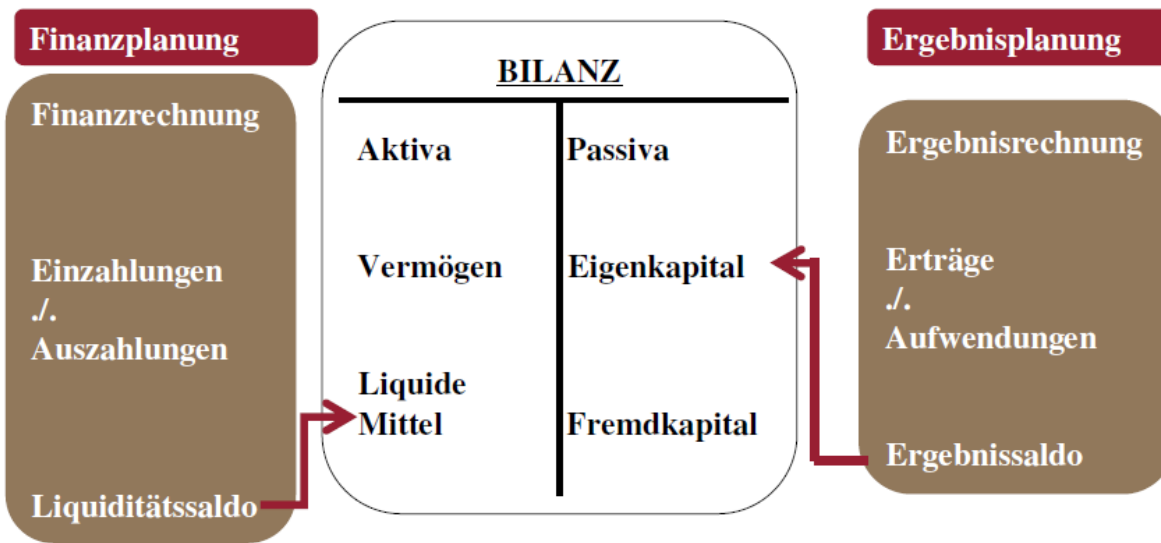 Finanzplanung
Finanzrechnung
Einzahlungen
./.
Auszahlungen
Liquiditätssaldo
BILANZ
Aktiva
Passiva
Vermögen
Eigenkapital
Liquide
Mittel
Fremdkapital
Ergebnisplanung
Ergebnisrechnung
Erträge
./.
Aufwendungen
Ergebnissaldo